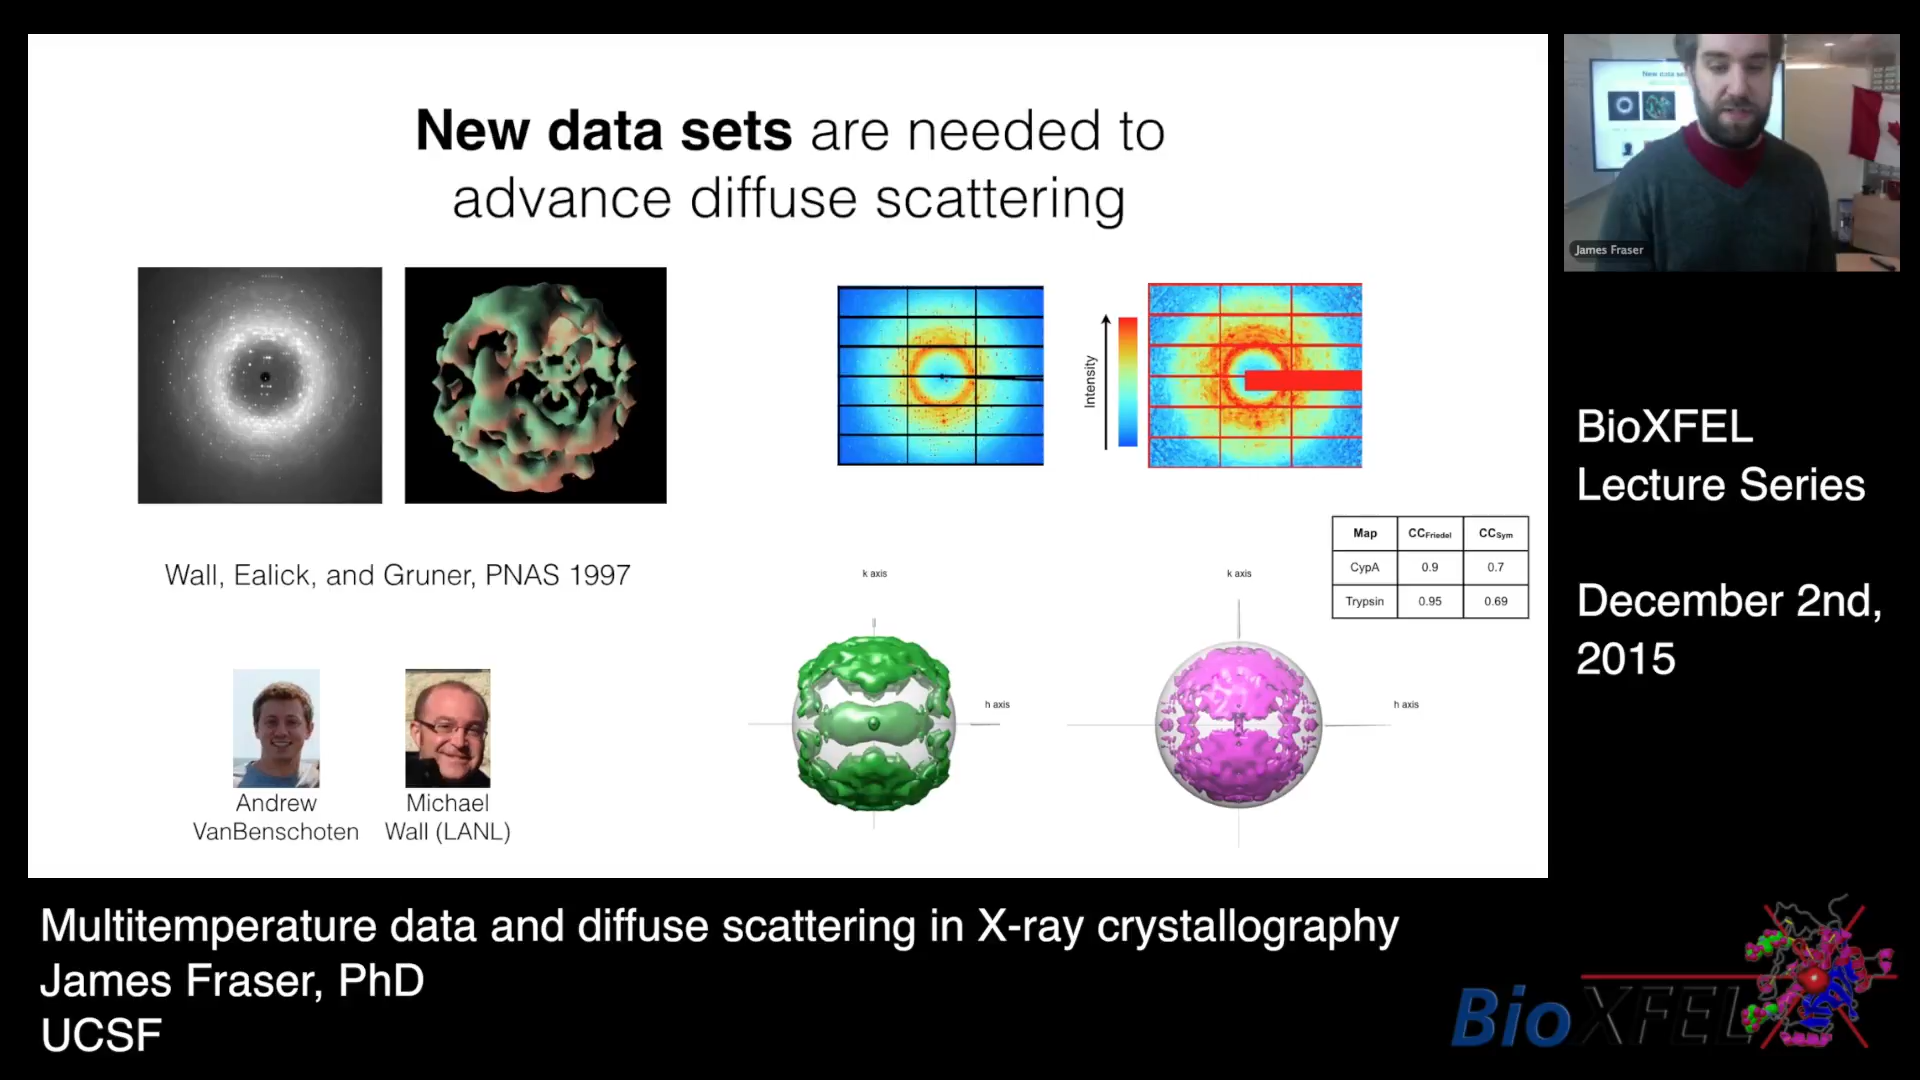 New data sets are needed to
advance diffuse scattering
Intensity
Wall, Ealick, and Gruner, PNAS 1997
Map CCFriedel CCSym
CypA 0.9 0.7
Trypsin 0.95 0.69
k axis
h axis
k axis
h axis
Andrew
VanBenschoten
Michael
Wall (LANL)
New data se
James Fraser
BioXFEL
Lecture Series
December 2nd,
2015
Multitemperature data and diffuse scattering in X-ray crystallography
James Fraser, PhD
UCSF
BioXFEL